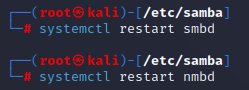 ┌──(root㉿kali)-[/etc/samba]
└─# systemctl restart smbd
┌──(root㉿kali)-[/etc/samba]
└─# systemctl restart nmbd